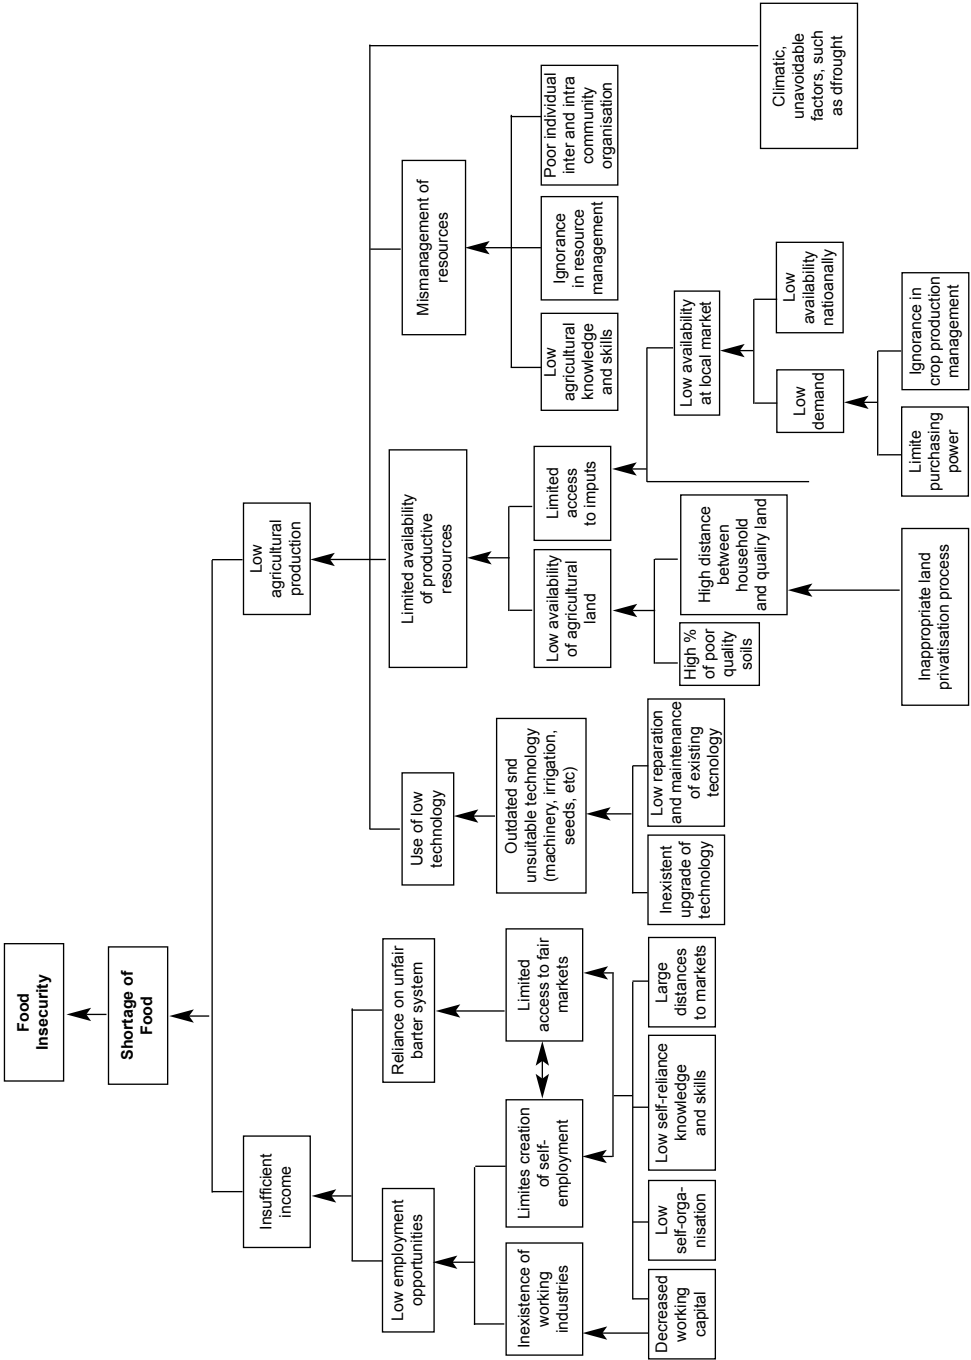 Food
Insecurity
Shortage of
Food
Insufficient
income
Low
agricultural
production
Low employment
opportunities
Reliance on unfair
barter system
Use of low
technology
Limited availability
of productive
resources
Mismanagement of
resources
Inexistence of
working
industries
Limites creation
of self-
employment
Limited
access to fair
markets
Outdated snd
unsuitable technology
(machinery, irrigation,
seeds, etc)
Low availability
of agricultural
land
Limited
access
to imputs
Low
agricultural
knowledge
and skills
Ignorance
in resource
management
Poor individual
inter and intra
community
organisation
Decreased
working
capital
Low
self-orga-
nisation
Low self-reliance
knowledge
and skills
Large
distances
to markets
Inexistent
upgrade of
technology
Low reparation
and maintenance
of existing
tecnology
High %
of poor
quality
soils
High distance
between
household
and quality land
Low availability
at local market
Climatic,
unavoidable
factors, such
as dfrought
Low
demand
Low
availability
natioanally
Inappropriate land
privatisation process
Limite
purchasing
power
Ignorance in
crop production
management